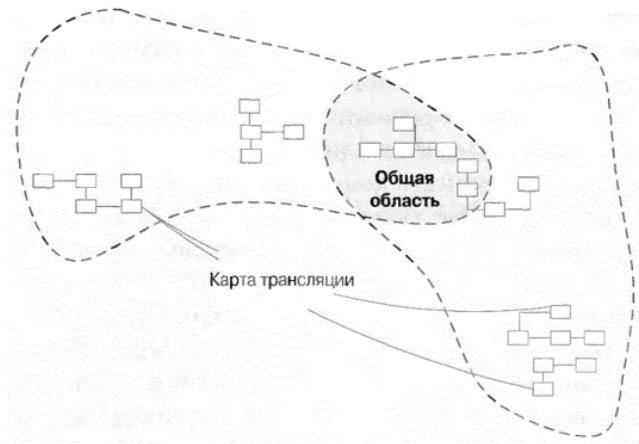 Общая
область
Карта трансляции